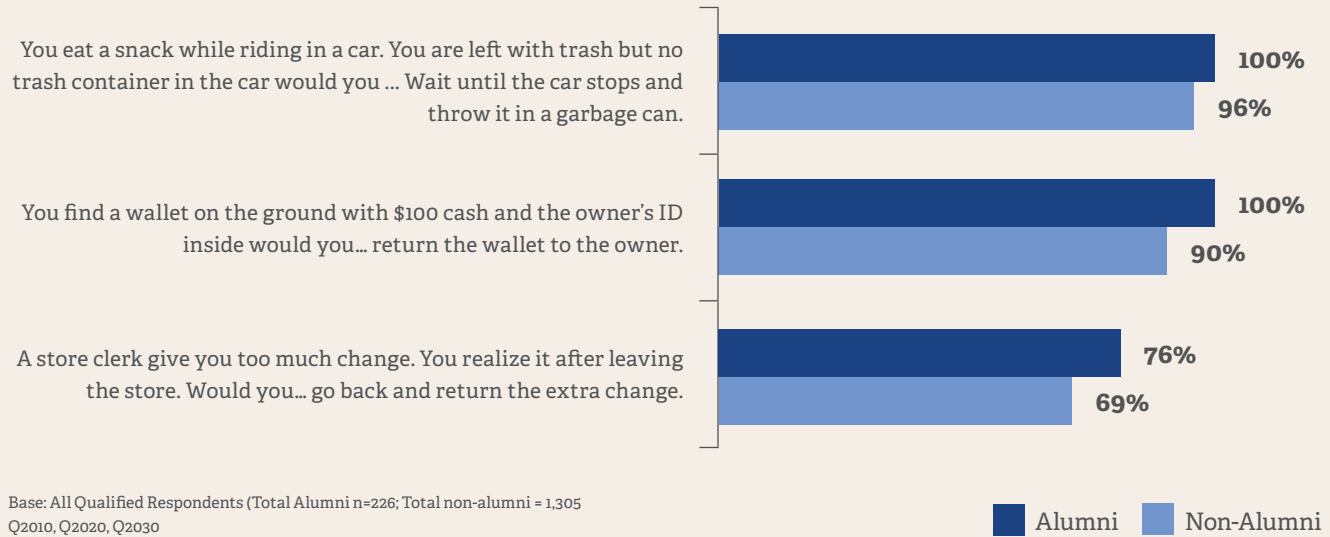 You eat a snack while riding in a car. You are left with trash but no
trash container in the car would you ... Wait until the car stops and
throw it in a garbage can.
100%
96%
You find a wallet on the ground with $100 cash and the owner's ID
inside would you... return the wallet to the owner.
100%
90%
A store clerk give you too much change. You realize it after leaving
the store. Would you... go back and return the extra change.
76%
69%
Base: All Qualified Respondents (Total Alumni n=226; Total non-alumni = 1,305
Q2010, Q2020, Q2030
Alumni
Non-Alumni